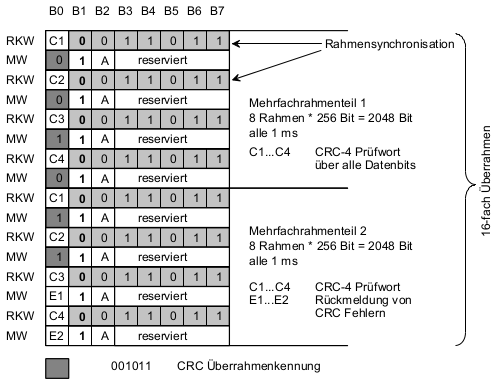 B0 B1 B2 B3 B4 B5 B6 B7
RKW C1 0 0 1 1 0 1 1 Rahmensynchronisation
MW 0 1 A reserviert
RKW C2 0 0 1 1 0 1 1
MW 0 1 A reserviert
RKW C3 0 0 1 1 0 1 1
MW 1 1 A reserviert
RKW C4 0 0 1 1 0 1 1
MW 0 1 A reserviert
Mehrfachrahmenteil 1
8 Rahmen * 256 Bit = 2048 Bit
alle 1 ms
C1...C4 CRC-4 Prüfwort
über alle Datenbits
RKW C1 0 0 1 1 0 1 1
MW 1 1 A reserviert
RKW C2 0 0 1 1 0 1 1
MW 1 1 A reserviert
RKW C3 0 0 1 1 0 1 1
MW E1 1 A reserviert
RKW C4 0 0 1 1 0 1 1
MW E2 1 A reserviert
Mehrfachrahmenteil 2
8 Rahmen * 256 Bit = 2048 Bit
alle 1 ms
C1...C4 CRC-4 Prüfwort
E1...E2 Rückmeldung von
CRC Fehlern
16-fach Überrahmen
001011 CRC Überrahmenkennung